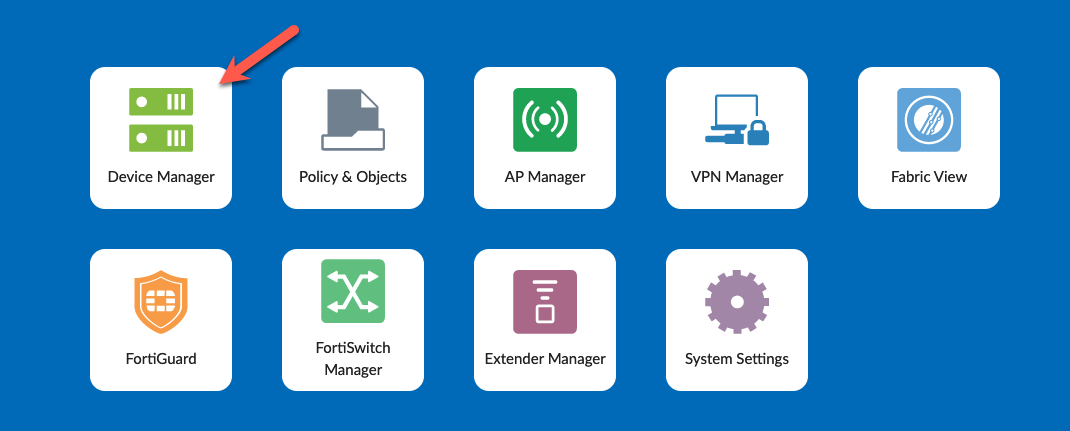 Device Manager
Policy & Objects
AP Manager
VPN Manager
Fabric View
FortiGuard
FortiSwitch
Manager
Extender Manager
System Settings